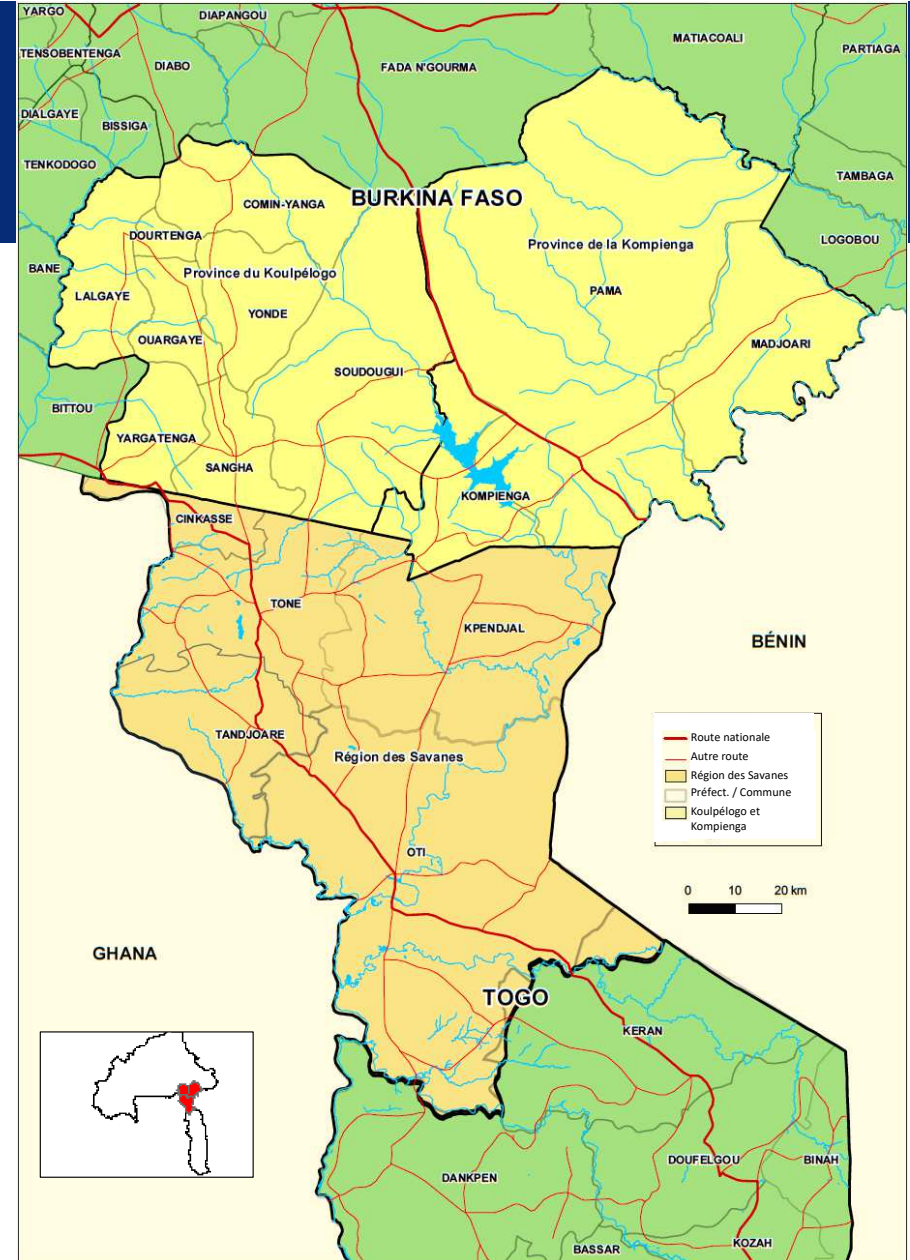 YARGO
DIAPANGOU
MATIACOALI
PARTIAGA
TENSOBENTENGA
DIABO
FADA N'GOURMA
DIALGAYE
BISSIGA
TENKODOGO
TAMBAGA
BURKINA FASO
COMIN-YANGA
DOURTENGA
LOGOBOU
Province de la Kompienga
BANE
Province du Koulpélogo
PAMA
LALGAYE
YONDE
OUARGAYE
MADJOARI
SOUDOUGUI
BITTOU
YARGATENGA
SANGHA
KOMPIENGA
CINKASSE
TONE
KPENDJAL
BÉNIN
TANDJOARE
Région des Savanes
Route nationale
Autre route
Région des Savanes
Préfect. / Commune
Koulpélogo et
Kompienga
OTI
0 10 20 km
GHANA
TOGO
KERAN
DOUFELGOU
BINAH
DANKPEN
KOZAH
BASSAR